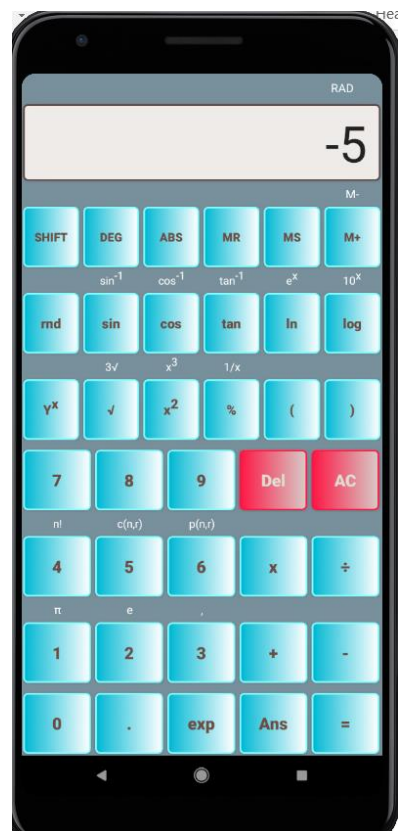 Hea
RAD
-5
M-
SHIFT DEG ABS MR MS M+
sin-1 cos-1 tan-1 eX 10X
rnd sin cos tan ln log
3√ x3 1/x
YX √ x2 % ( )
7 8 9 Del AC
n! c(n,r) p(n,r)
4 5 6 x ÷
π e ,
1 2 3 + -
0 . exp Ans =